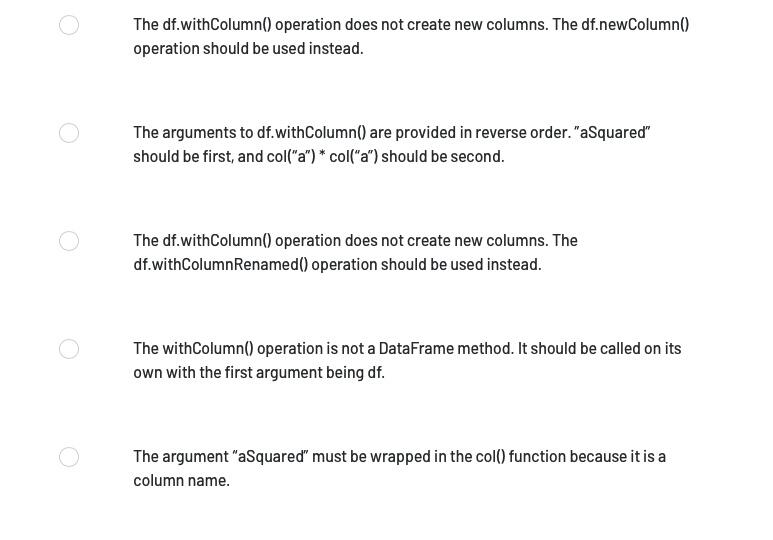 The df.withColumn() operation does not create new columns. The df.newColumn()
operation should be used instead.
The arguments to df.withColumn() are provided in reverse order. "aSquared"
should be first, and col("a") * col("a") should be second.
The df.withColumn() operation does not create new columns. The
df.withColumnRenamed() operation should be used instead.
The withColumn() operation is not a DataFrame method. It should be called on its
own with the first argument being df.
The argument "aSquared" must be wrapped in the col() function because it is a
column name.